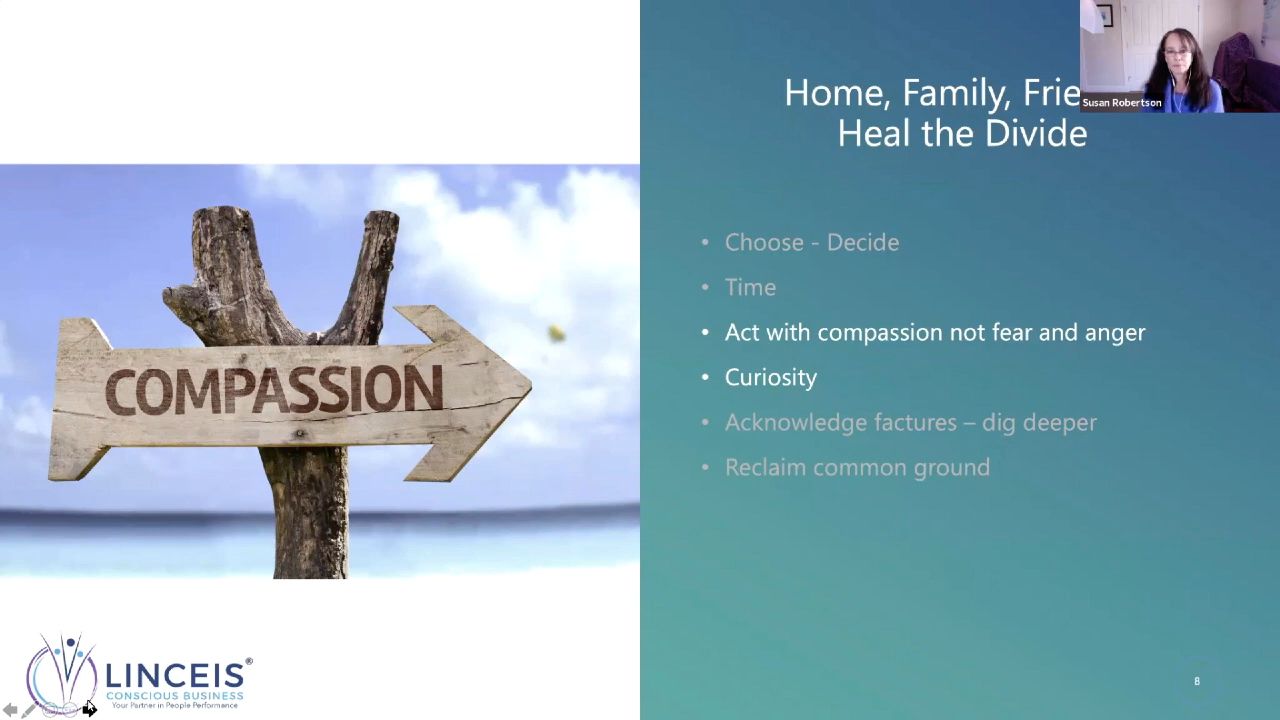 Home, Family, Frie
Heal the Divide
Susan Robertson
• Choose - Decide
• Time
• Act with compassion not fear and anger
• Curiosity
• Acknowledge factures – dig deeper
• Reclaim common ground
COMPASSION
LINCEIS®
CONSCIOUS BUSINESS
Your Partner in People Performance
8